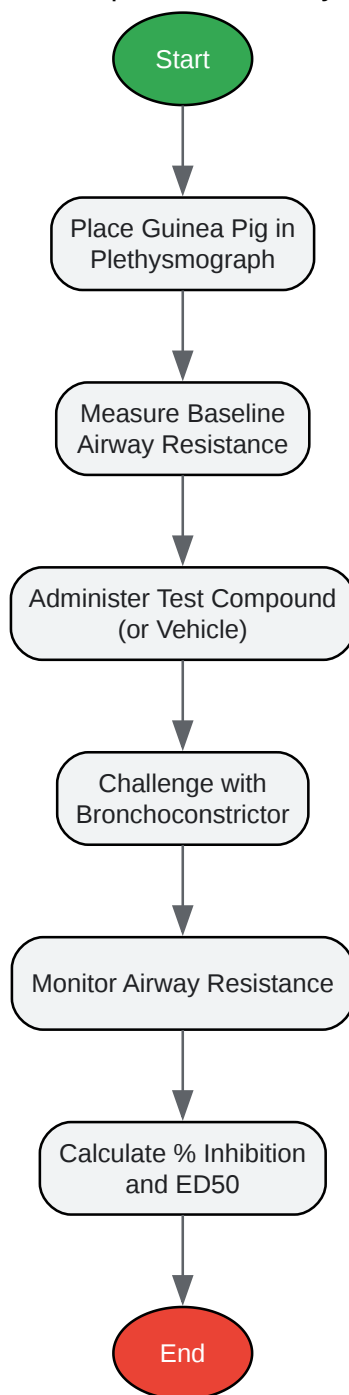 Start
Place Guinea Pig in
Plethysmograph
Measure Baseline
Airway Resistance
Administer Test Compound
(or Vehicle)
Challenge with
Bronchoconstrictor
Monitor Airway Resistance
Calculate % Inhibition
and ED50
End